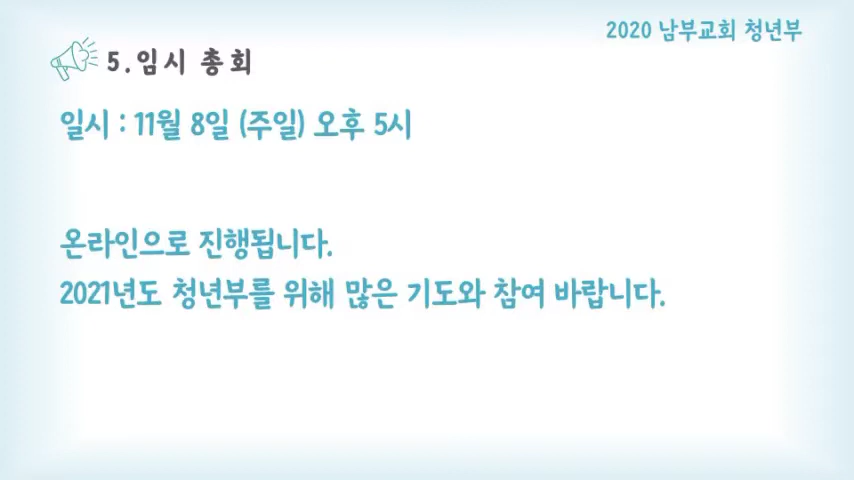 2020 남부교회 청년부
5. 임시 총회
일시 : 11월 8일 (주일) 오후 5시
온라인으로 진행됩니다.
2021년도 청년부를 위해 많은 기도와 참여 바랍니다.